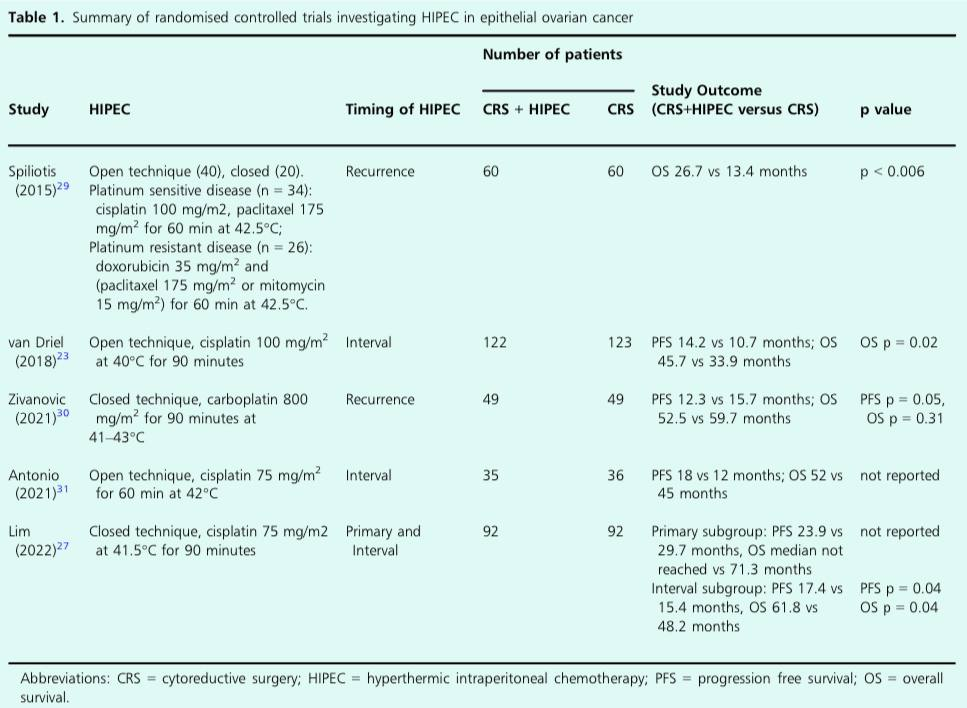 Table 1. Summary of randomised controlled trials investigating HIPEC in epithelial ovarian cancer
Number of patients
Study HIPEC Timing of HIPEC CRS + HIPEC CRS Study Outcome (CRS+HIPEC versus CRS) p value
Spiliotis (2015)29
Open technique (40), closed (20).
Platinum sensitive disease (n = 34):
cisplatin 100 mg/m2, paclitaxel 175
mg/m² for 60 min at 42.5°C;
Platinum resistant disease (n = 26):
doxorubicin 35 mg/m² and
(paclitaxel 175 mg/m² or mitomycin
15 mg/m²) for 60 min at 42.5°C.
Recurrence
60
60
OS 26.7 vs 13.4 months
p < 0.006
van Driel
(2018)23
Open technique, cisplatin 100 mg/m²
at 40°C for 90 minutes
Interval
122
123
PFS 14.2 vs 10.7 months; OS
45.7 vs 33.9 months
OS p = 0.02
Zivanovic
(2021)30
Closed technique, carboplatin 800
mg/m² for 90 minutes at
41–43°C
Recurrence
49
49
PFS 12.3 vs 15.7 months; OS
52.5 vs 59.7 months
PFS p = 0.05,
OS p = 0.31
Antonio
(2021)31
Open technique, cisplatin 75 mg/m²
for 60 min at 42°C
Interval
35
36
PFS 18 vs 12 months; OS 52 vs
45 months
not reported
Lim
(2022)27
Closed technique, cisplatin 75 mg/m2
at 41.5°C for 90 minutes
Primary and
Interval
92
92
Primary subgroup: PFS 23.9 vs
29.7 months, OS median not
reached vs 71.3 months
not reported
Interval subgroup: PFS 17.4 vs
15.4 months, OS 61.8 vs
48.2 months
PFS p = 0.04
OS p = 0.04
Abbreviations: CRS = cytoreductive surgery; HIPEC = hyperthermic intraperitoneal chemotherapy; PFS = progression free survival; OS = overall
survival.